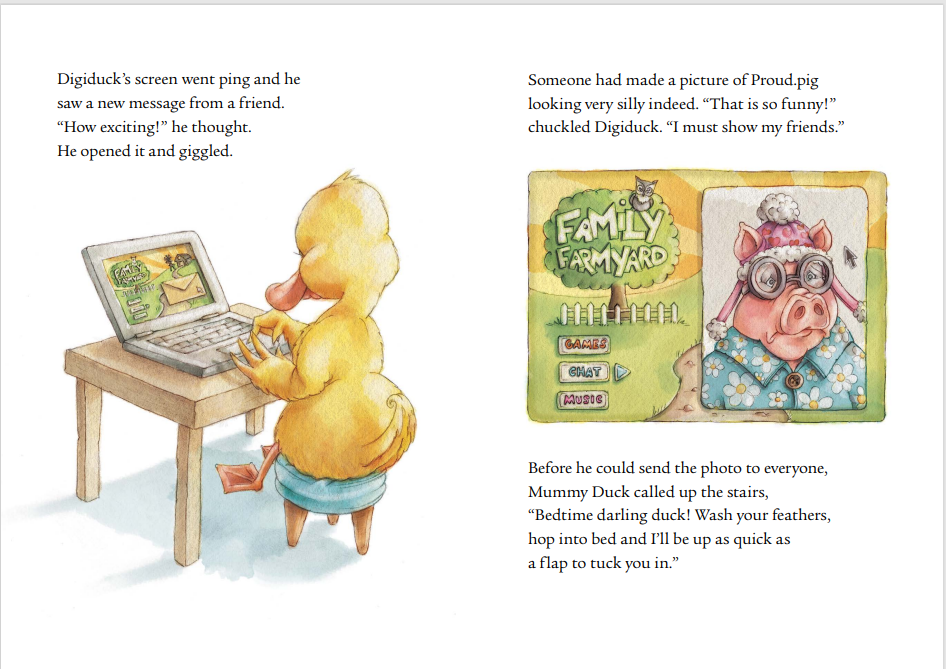 Digiduck’s screen went ping and he
saw a new message from a friend.
“How exciting!” he thought.
He opened it and giggled.
FAMILY
FARMYARD
Someone had made a picture of Proud.pig
looking very silly indeed. “That is so funny!”
chuckled Digiduck. “I must show my friends.”
FAMILY
FARMYARD
GAMES
CHAT
MUSIC
Before he could send the photo to everyone,
Mummy Duck called up the stairs,
“Bedtime darling duck! Wash your feathers,
hop into bed and I’ll be up as quick as
a flap to tuck you in.”